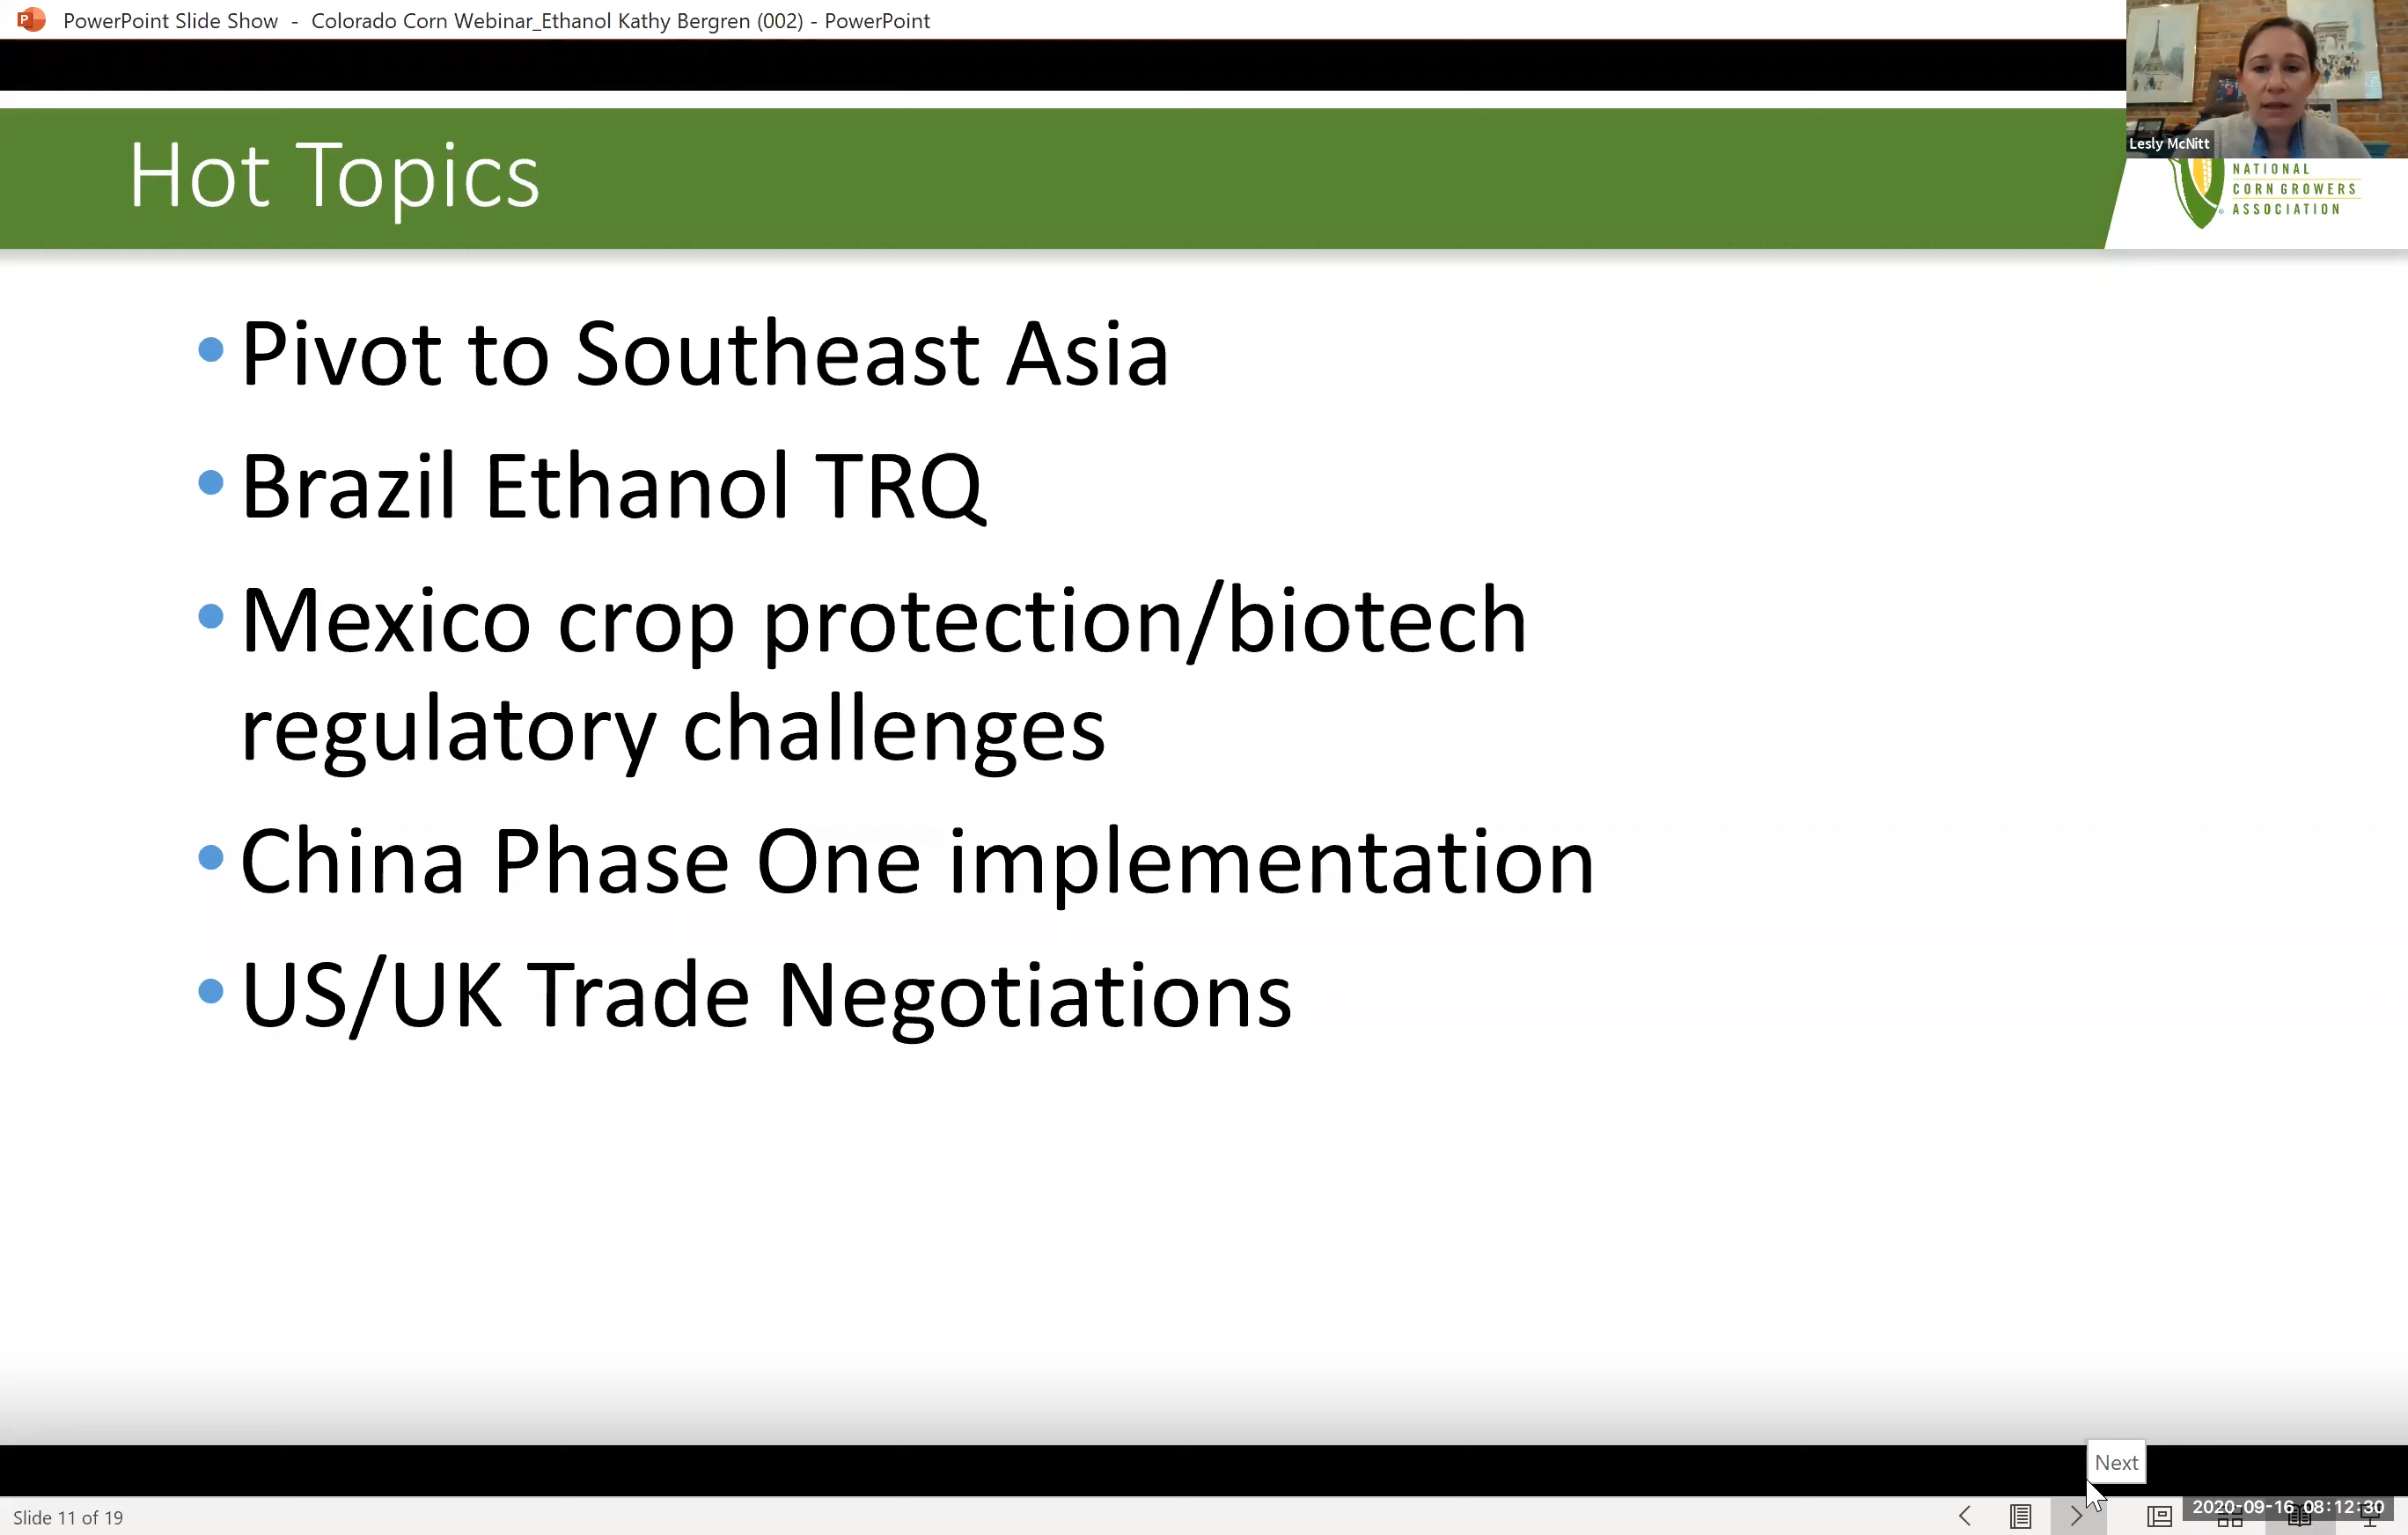 PowerPoint Slide Show - Colorado Corn Webinar_Ethanol Kathy Bergren (002) - PowerPoint
Lesly McNitt
Hot Topics
NATIONAL
CORN GROWERS
ASSOCIATION
• Pivot to Southeast Asia
• Brazil Ethanol TRQ
• Mexico crop protection/biotech
regulatory challenges
• China Phase One implementation
• US/UK Trade Negotiations
Next
Slide 11 of 19
2020-09-16 08:12:30